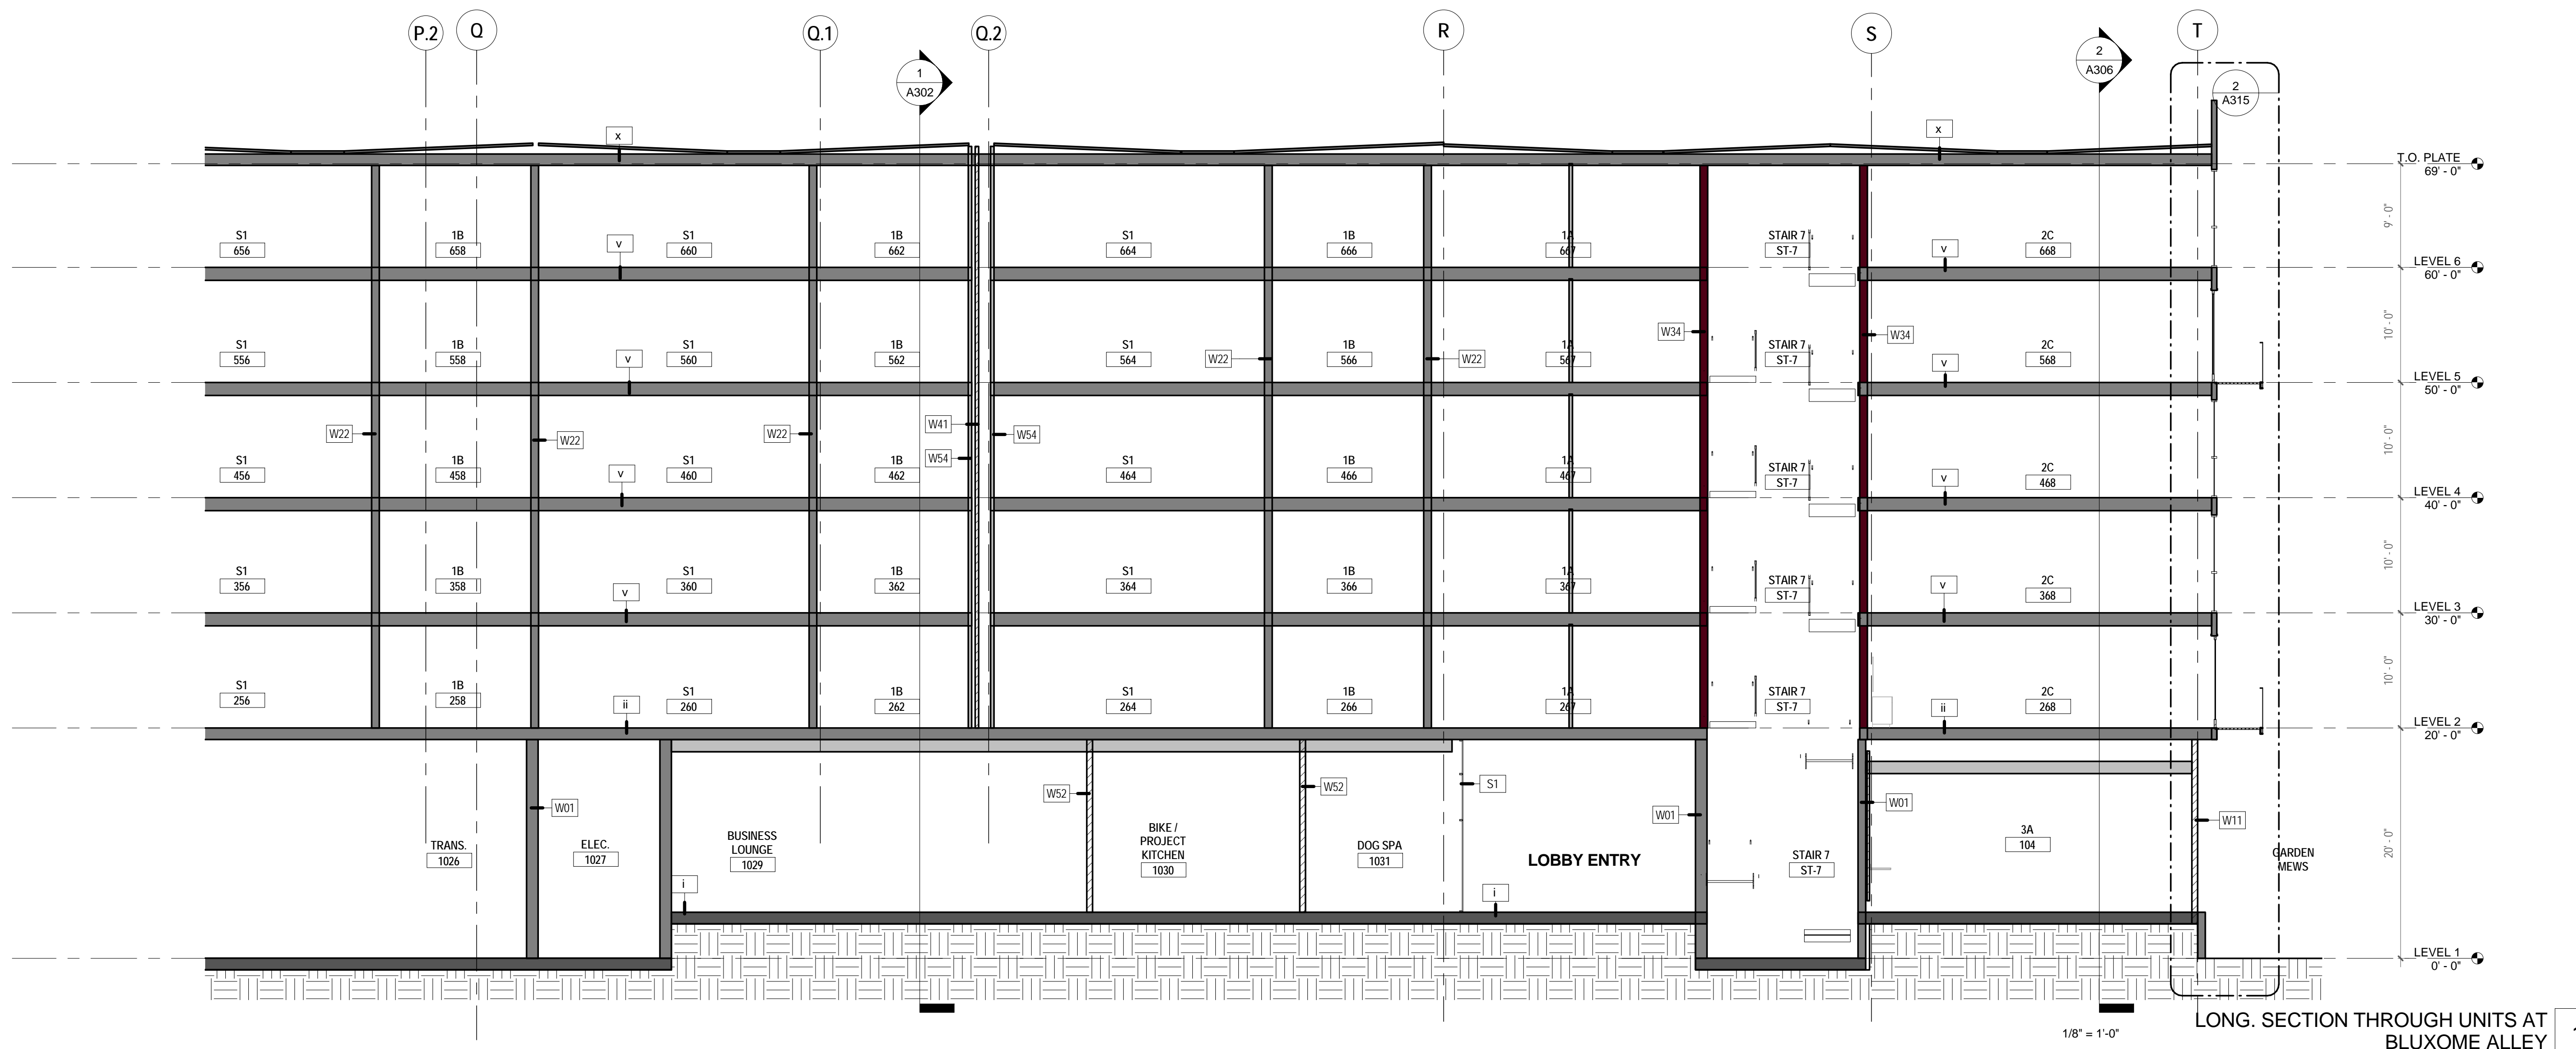 P.2
Q
Q.1
Q.2
R
S
T
1
A302
2
A306
2
A315
x
x
T.O. PLATE
69' - 0"
9' - 0"
S1
656
1B
658
v
S1
660
1B
662
S1
664
1B
666
1A
667
STAIR 7
ST-7
v
2C
668
LEVEL 6
60' - 0"
10' - 0"
W34
W34
S1
556
1B
558
v
S1
560
1B
562
S1
564
W22
1B
566
W22
1A
567
STAIR 7
ST-7
v
2C
568
LEVEL 5
50' - 0"
10' - 0"
W22
W22
W22
W41
W54
W54
S1
456
1B
458
v
S1
460
1B
462
S1
464
1B
466
1A
467
STAIR 7
ST-7
v
2C
468
LEVEL 4
40' - 0"
10' - 0"
S1
356
1B
358
v
S1
360
1B
362
S1
364
1B
366
1A
367
STAIR 7
ST-7
v
2C
368
LEVEL 3
30' - 0"
10' - 0"
S1
256
1B
258
ii
S1
260
1B
262
S1
264
1B
266
1A
267
STAIR 7
ST-7
ii
2C
268
LEVEL 2
20' - 0"
20' - 0"
W01
W52
W52
S1
W01
W01
W11
TRANS.
1026
ELEC.
1027
BUSINESS
LOUNGE
1029
BIKE /
PROJECT
KITCHEN
1030
DOG SPA
1031
LOBBY ENTRY
STAIR 7
ST-7
3A
104
GARDEN
MEWS
i
i
LEVEL 1
0' - 0"
1/8" = 1'-0"
LONG. SECTION THROUGH UNITS AT
BLUXOME ALLEY